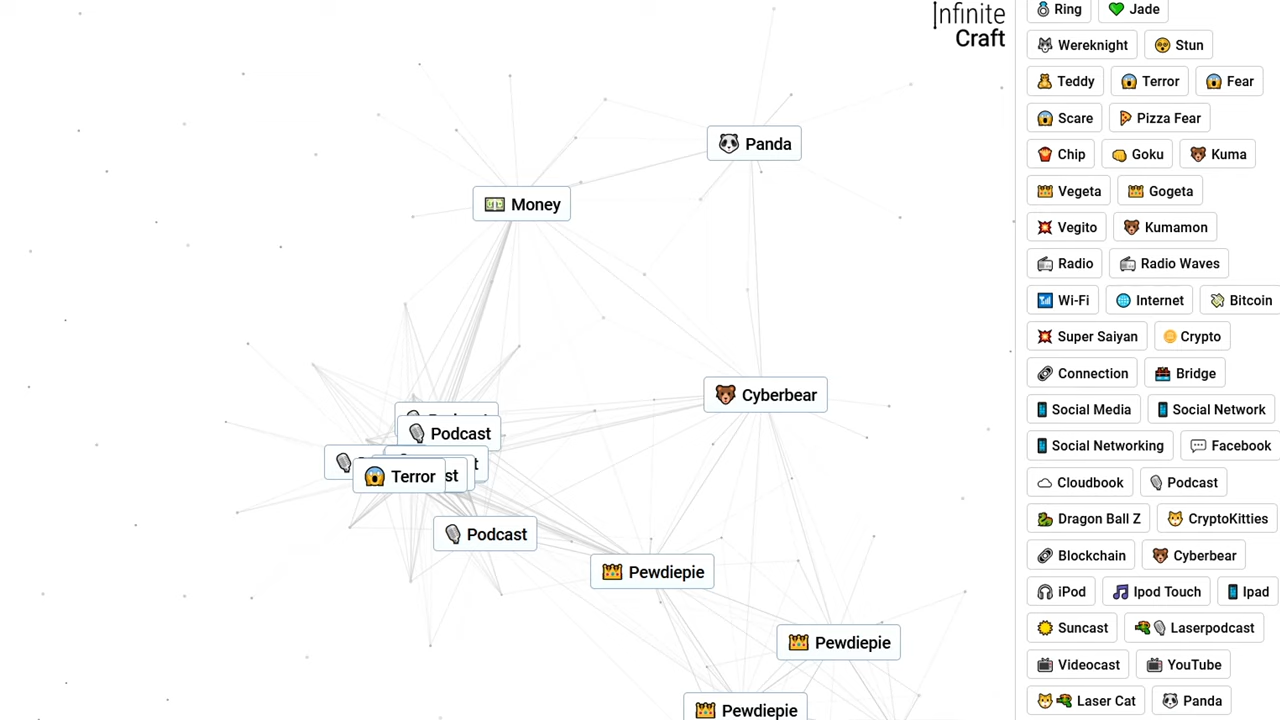 Infinite
Craft
Panda
Money
Cyberbear
Podcast
Podcast
Terror
st
t
Podcast
Pewdiepie
Pewdiepie
Pewdiepie
Ring Jade
Wereknight Stun
Teddy Terror Fear
Scare Pizza Fear
Chip Goku Kuma
Vegeta Gogeta
Vegito Kumamon
Radio Radio Waves
Wi-Fi Internet Bitcoin
Super Saiyan Crypto
Connection Bridge
Social Media Social Network
Social Networking Facebook
Cloudbook Podcast
Dragon Ball Z CryptoKitties
Blockchain Cyberbear
iPod Ipod Touch Ipad
Suncast Laserpodcast
Videocast YouTube
Laser Cat Panda